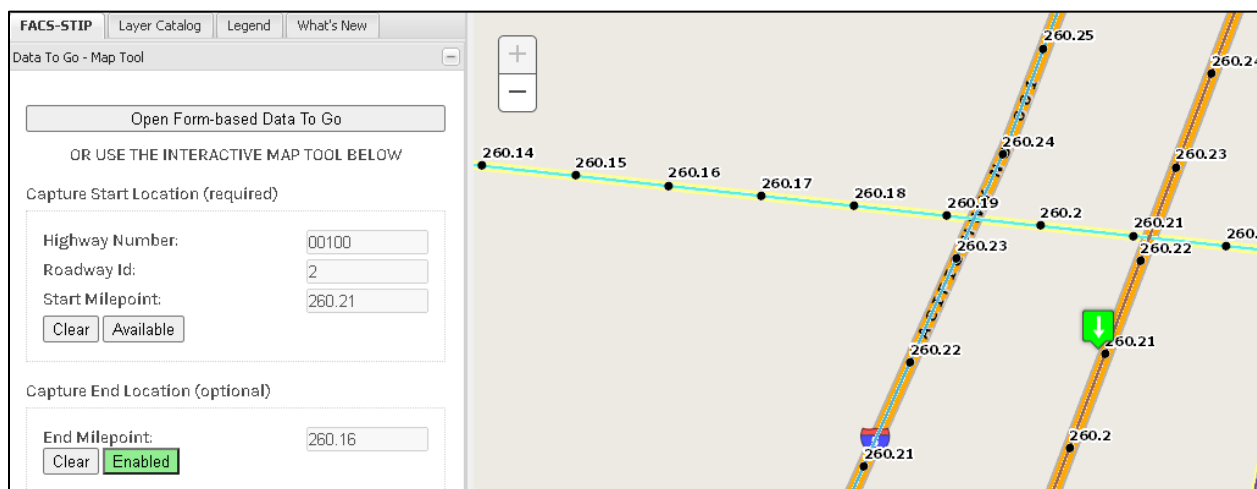 FACS-STIP
Layer Catalog
Legend
What's New
Data To Go - Map Tool
Open Form-based Data To Go
OR USE THE INTERACTIVE MAP TOOL BELOW
Capture Start Location (required)
Highway Number: 00100
Roadway Id: 2
Start Milepoint: 260.21
Clear Available
Capture End Location (optional)
End Milepoint: 260.16
Clear Enabled
+
−
260.25
260.24
260.24
260.23
260.14
260.15
260.16
260.17
260.18
260.19
260.2
260.21
260.
260.23
260.22
260.22
260.21
260.21
260.2